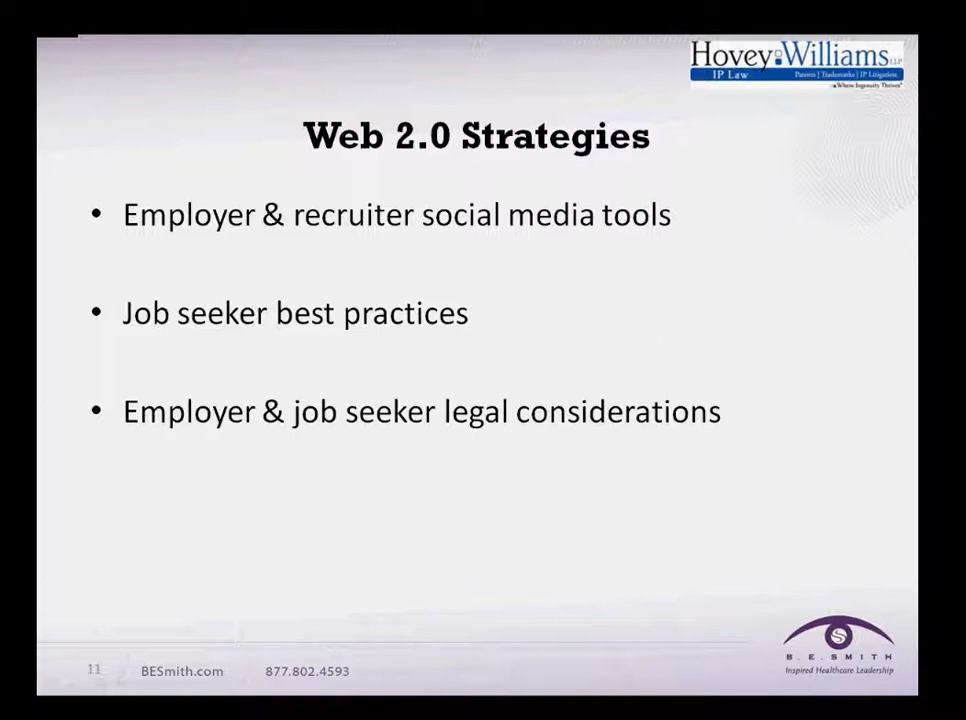 Hovey Williams LLP
IP Law Patents | Trademarks | IP Litigation
Where Ingenuity Thrives
Web 2.0 Strategies
• Employer & recruiter social media tools
• Job seeker best practices
• Employer & job seeker legal considerations
B. E. SMITH
Inspired Healthcare Leadership
11 BESmith.com 877.802.4593